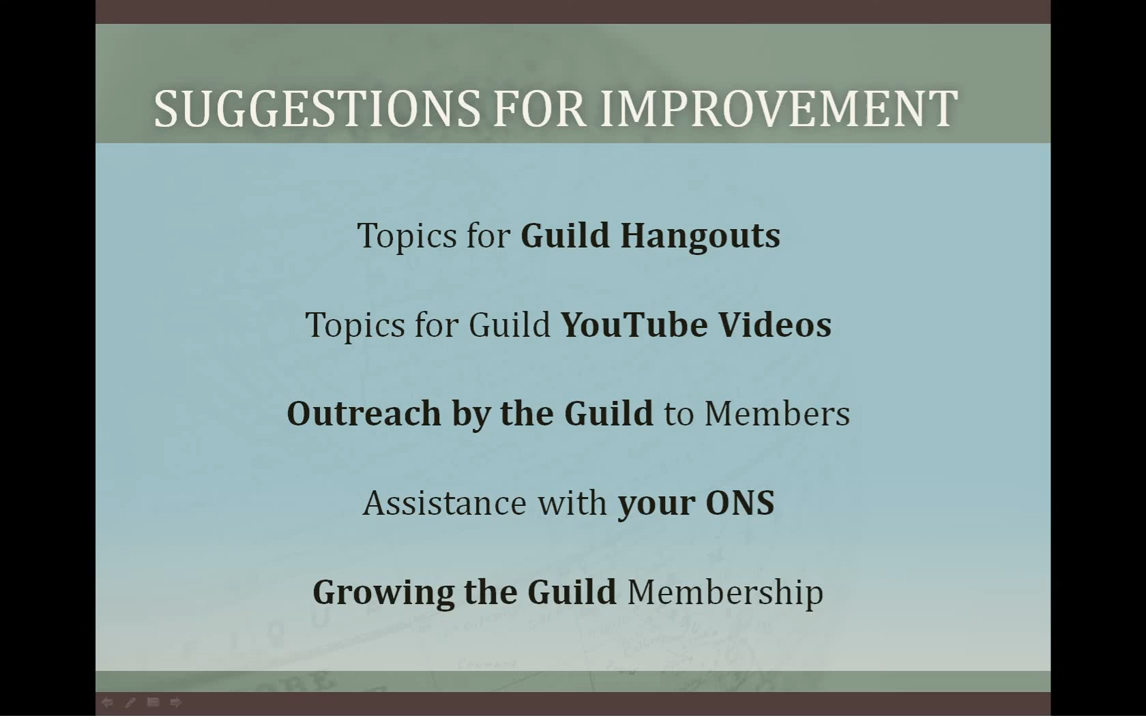 SUGGESTIONS FOR IMPROVEMENT
Topics for Guild Hangouts
Topics for Guild YouTube Videos
Outreach by the Guild to Members
Assistance with your ONS
Growing the Guild Membership